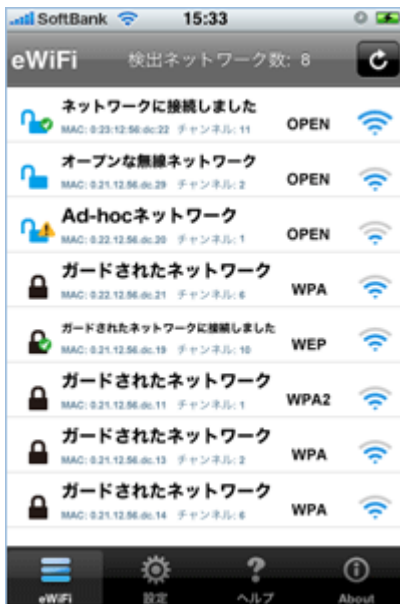 SoftBank 15:33
eWiFi 検出ネットワーク数: 8
ネットワークに接続しました
MAC: 0:23:12:56:dc:22 チャンネル: 11 OPEN
オープンな無線ネットワーク
MAC: 0.21.12.56.dc.29 チャンネル: 2 OPEN
Ad-hocネットワーク
MAC: 0.22.12.56.dc.20 チャンネル: 1 OPEN
ガードされたネットワーク
MAC: 0.22.12.56.dc.21 チャンネル: 6 WPA
ガードされたネットワークに接続しました
MAC: 0.21.12.56.dc.19 チャンネル: 10 WEP
ガードされたネットワーク
MAC: 0.21.12.56.dc.11 チャンネル: 1 WPA2
ガードされたネットワーク
MAC: 0.21.12.56.dc.13 チャンネル: 2 WPA
ガードされたネットワーク
MAC: 0.21.12.56.dc.14 チャンネル: 6 WPA
eWiFi 設定 ヘルプ About